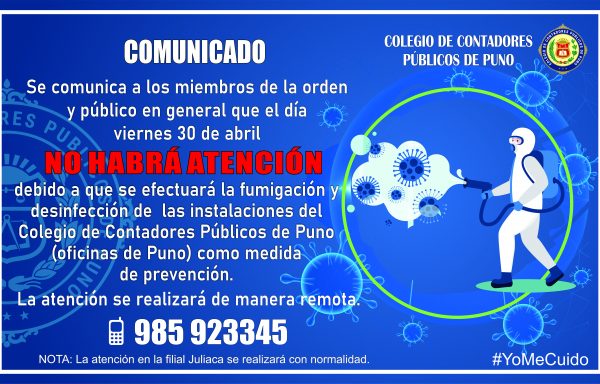 COMUNICADO
Se comunica a los miembros de la orden
y público en general que el día
viernes 30 de abril
NO HABRÁ ATENCIÓN
debido a que se efectuará la fumigación y
desinfección de las instalaciones del
Colegio de Contadores Públicos de Puno
(oficinas de Puno) como medida
de prevención.
La atención se realizará de manera remota.
985 923345
NOTA: La atención en la filial Juliaca se realizará con normalidad.
COLEGIO DE CONTADORES
PÚBLICOS DE PUNO
#YoMeCuido